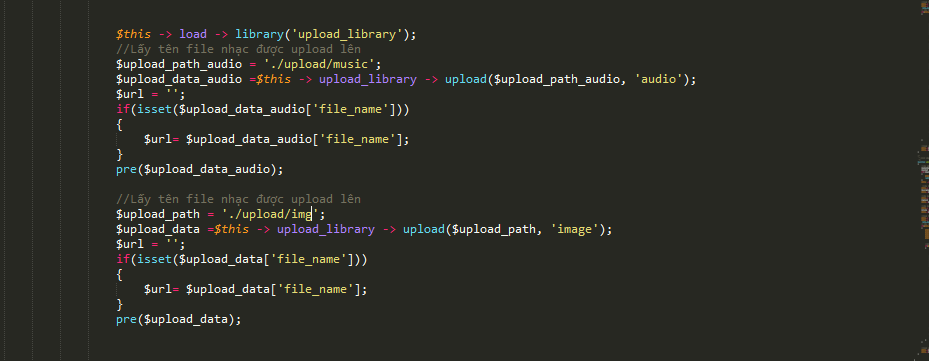 $this -> load -> library('upload_library');
//Lấy tên file nhạc được upload lên
$upload_path_audio = './upload/music';
$upload_data_audio =$this -> upload_library -> upload($upload_path_audio, 'audio');
$url = '';
if(isset($upload_data_audio['file_name']))
{
    $url= $upload_data_audio['file_name'];
}
pre($upload_data_audio);

//Lấy tên file nhạc được upload lên
$upload_path = './upload/img';
$upload_data =$this -> upload_library -> upload($upload_path, 'image');
$url = '';
if(isset($upload_data['file_name']))
{
    $url= $upload_data['file_name'];
}
pre($upload_data);